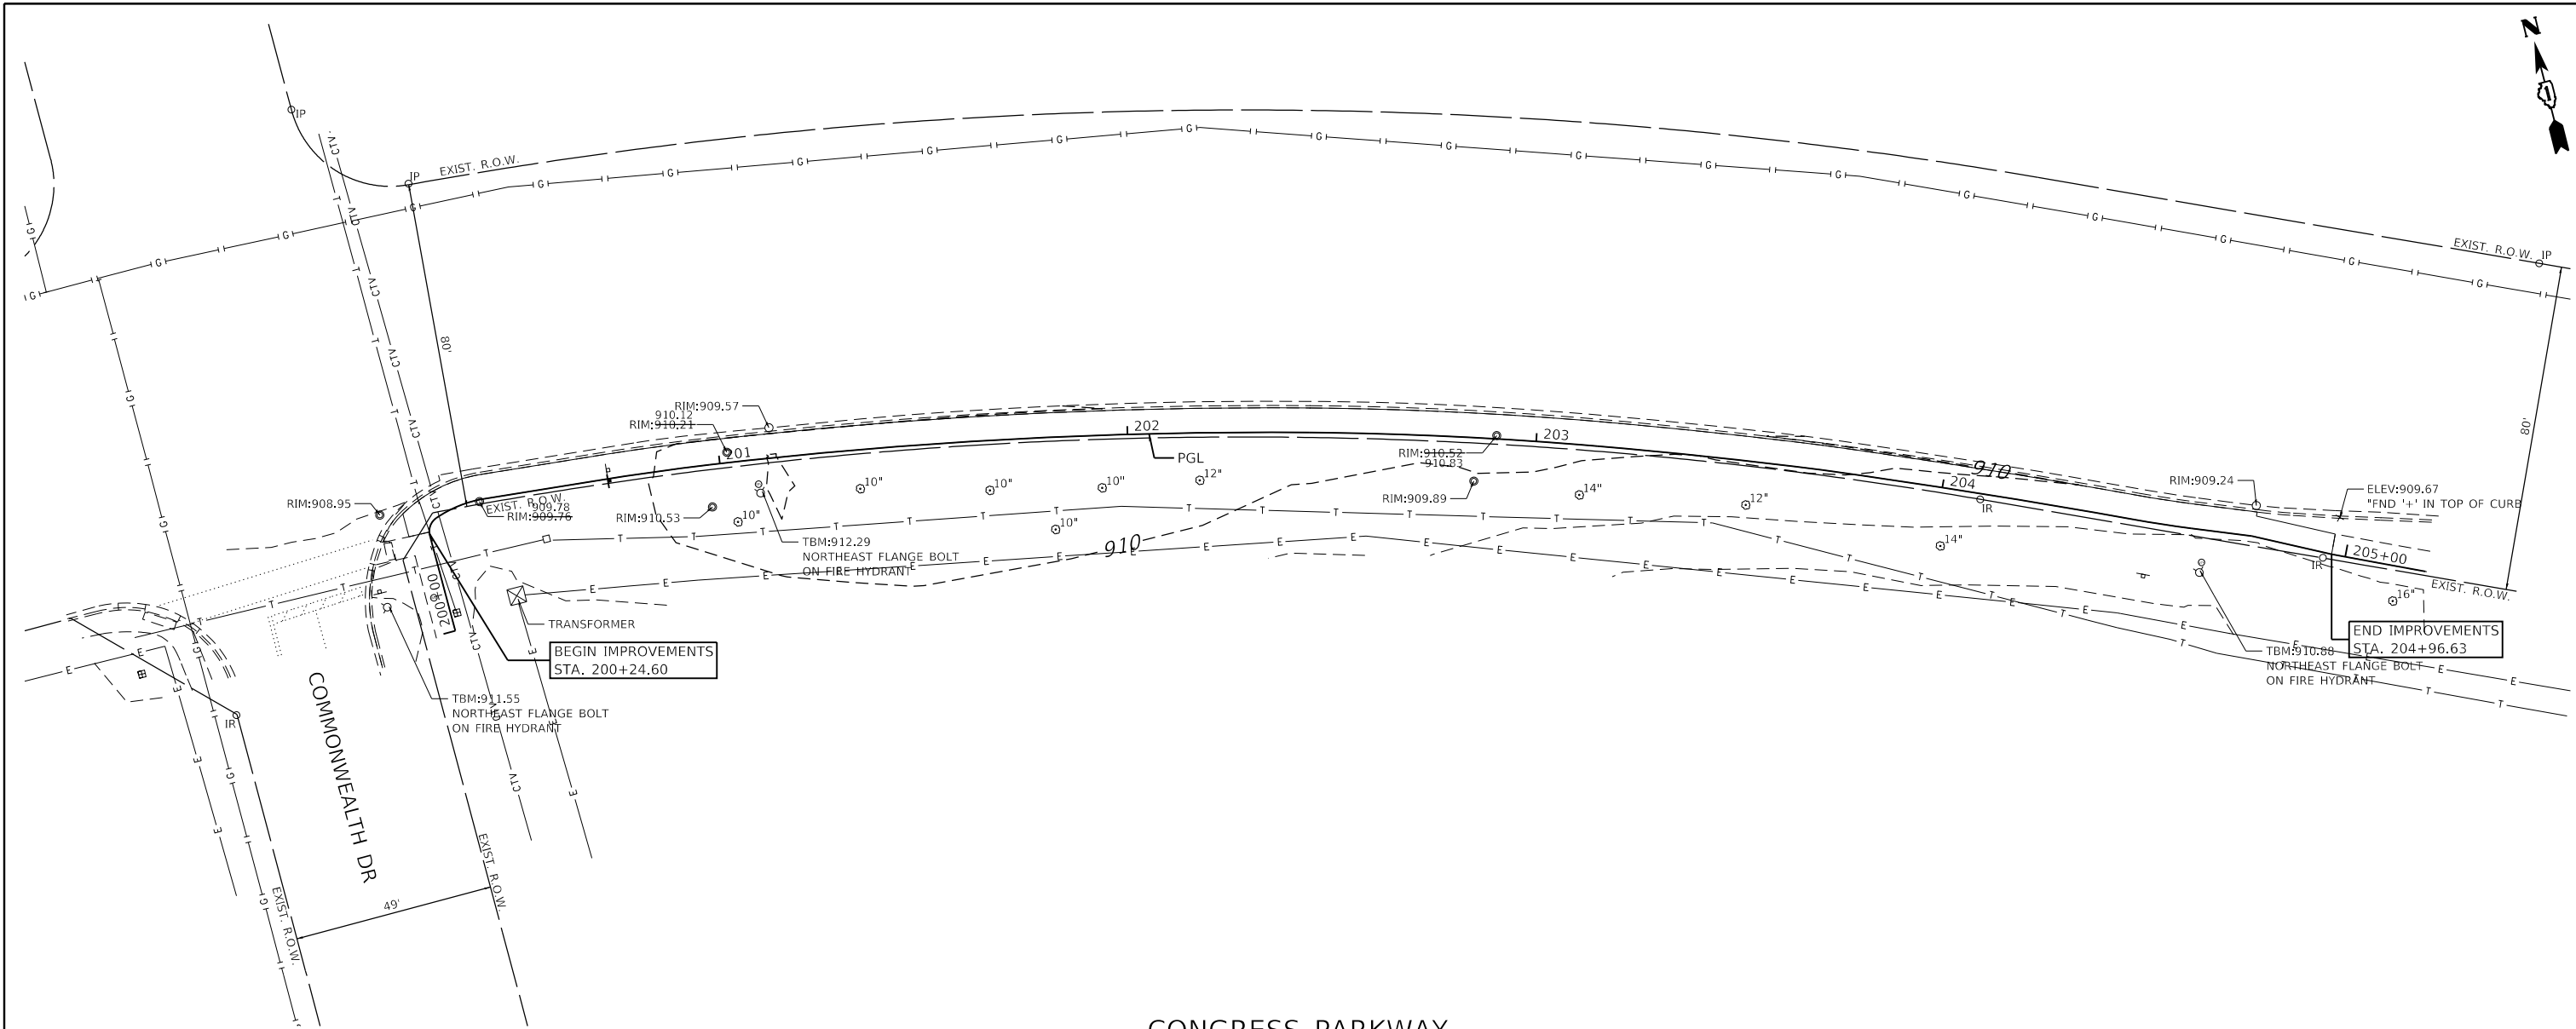 N
IP
IP
EXIST. R.O.W.
EXIST. R.O.W.
IP
80'
80'
RIM:909.57
910.12
RIM:910.21
201
202
PGL
203
RIM:910.52
910.83
910
204
IR
RIM:909.24
ELEV:909.67
"FND '+' IN TOP OF CURB
205+00
IR
EXIST. R.O.W.
RIM:908.95
EXIST. R.O.W.
909.78
RIM:909.76
RIM:910.53
10"
10"
10"
10"
12"
10"
RIM:909.89
14"
12"
14"
16"
910
TBM:912.29
NORTHEAST FLANGE BOLT
ON FIRE HYDRANT
200+00
TRANSFORMER
BEGIN IMPROVEMENTS
STA. 200+24.60
END IMPROVEMENTS
STA. 204+96.63
TBM:910.88
NORTHEAST FLANGE BOLT
ON FIRE HYDRANT
TBM:911.55
NORTHEAST FLANGE BOLT
ON FIRE HYDRANT
IR
COMMONWEALTH DR
49'
EXIST. R.O.W.
EXIST. R.O.W.
CONGRESS PARKWAY